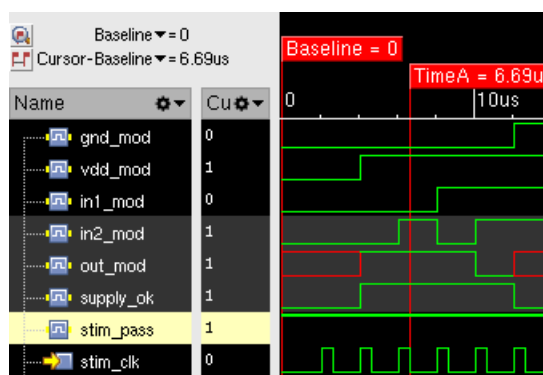 Baseline▼= 0
Cursor-Baseline▼= 6.69us
Baseline = 0
TimeA = 6.69u
Name Cu
0 10us
gnd_mod 0
vdd_mod 1
in1_mod 0
in2_mod 1
out_mod 1
supply_ok 1
stim_pass 1
stim_clk 0